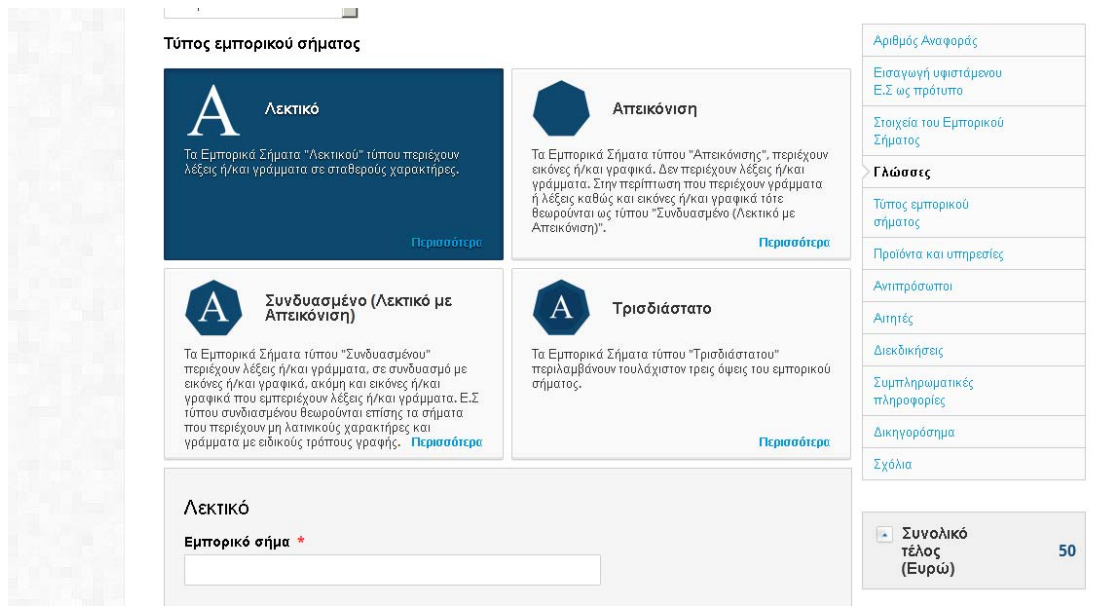 Τύπος εμπορικού σήματος
Λεκτικό
Τα Εμπορικά Σήματα "Λεκτικού" τύπου περιέχουν
λέξεις ή/και γράμματα σε σταθερούς χαρακτήρες.
Περισσότερα
Απεικόνιση
Τα Εμπορικά Σήματα τύπου "Απεικόνισης", περιέχουν
εικόνες ή/και γραφικά. Δεν περιέχουν λέξεις ή/και
γράμματα. Στην περίπτωση που περιέχουν γράμματα
ή λέξεις καθώς και εικόνες ή/και γραφικά τότε
θεωρούνται ως τύπου "Συνδυασμένο (Λεκτικό με
Απεικόνιση)".
Περισσότερα
Συνδυασμένο (Λεκτικό με
Απεικόνιση)
Τα Εμπορικά Σήματα τύπου "Συνδυασμένου"
περιέχουν λέξεις ή/και γράμματα, σε συνδυασμό με
εικόνες ή/και γραφικά, ακόμη και εικόνες ή/και
γραφικά που εμπεριέχουν λέξεις ή/και γράμματα. Ε.Σ
τύπου συνδιασμένου θεωρούνται επίσης τα σήματα
που περιέχουν μη λατινικούς χαρακτήρες και
γράμματα με ειδικούς τρόπους γραφής. Περισσότερα
Τρισδιάστατο
Τα Εμπορικά Σήματα τύπου "Τρισδιάστατου"
περιλαμβάνουν τουλάχιστον τρεις όψεις του εμπορικού
σήματος.
Περισσότερα
Λεκτικό
Εμπορικό σήμα *
Αριθμός Αναφοράς
Εισαγωγή υφιστάμενου
Ε.Σ ως πρότυπο
Στοιχεία του Εμπορικού
Σήματος
Γλώσσες
Τύπος εμπορικού
σήματος
Προϊόντα και υπηρεσίες
Αντιπρόσωποι
Αιτητές
Διεκδικήσεις
Συμπληρωματικές
πληροφορίες
Δικηγορόσημα
Σχόλια
Συνολικό
τέλος
(Ευρώ)
50